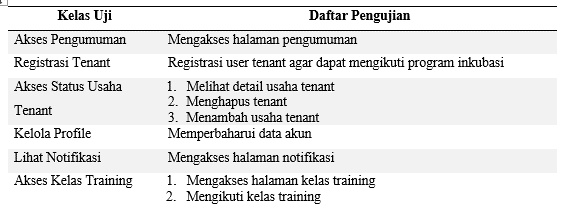 Kelas Uji Daftar Pengujian
Akses Pengumuman Mengakses halaman pengumuman
Registrasi Tenant Registrasi user tenant agar dapat mengikuti program inkubasi
Akses Status Usaha Tenant 1. Melihat detail usaha tenant
2. Menghapus tenant
3. Menambah usaha tenant
Kelola Profile Memperbaharui data akun
Lihat Notifikasi Mengakses halaman notifikasi
Akses Kelas Training 1. Mengakses halaman kelas training
2. Mengikuti kelas training